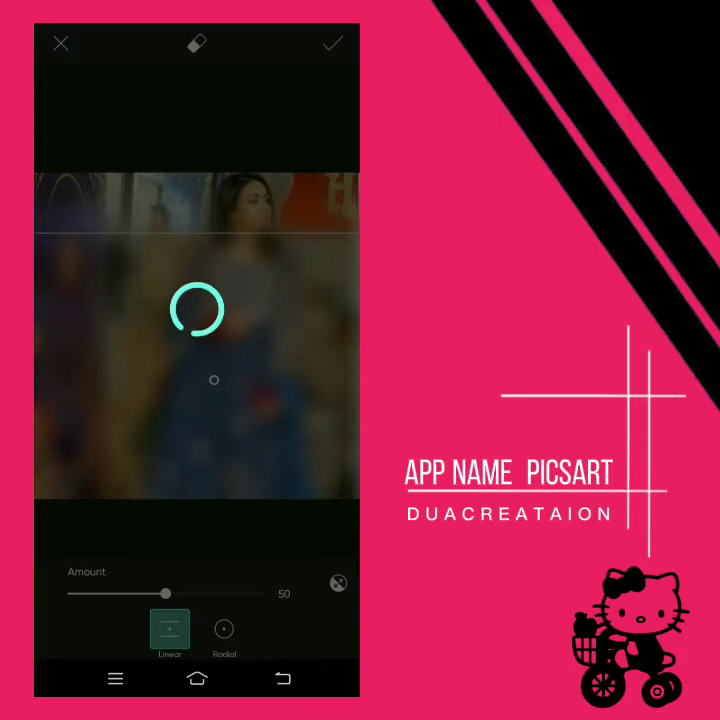 H
Amount
50
Linear
Radial
APP NAME PICSART
DUACREATAION